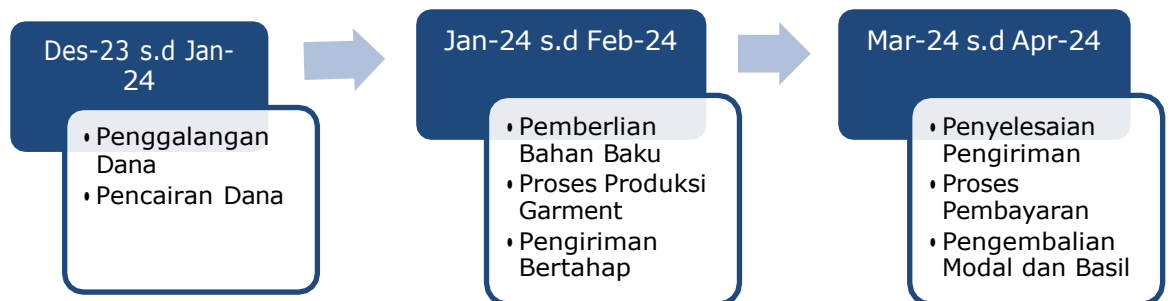 Des-23 s.d Jan-
24
• Penggalangan
Dana
• Pencairan Dana
Jan-24 s.d Feb-24
• Pemberlian
Bahan Baku
• Proses Produksi
Garment
• Pengiriman
Bertahap
Mar-24 s.d Apr-24
• Penyelesaian
Pengiriman
• Proses
Pembayaran
• Pengembalian
Modal dan Basil